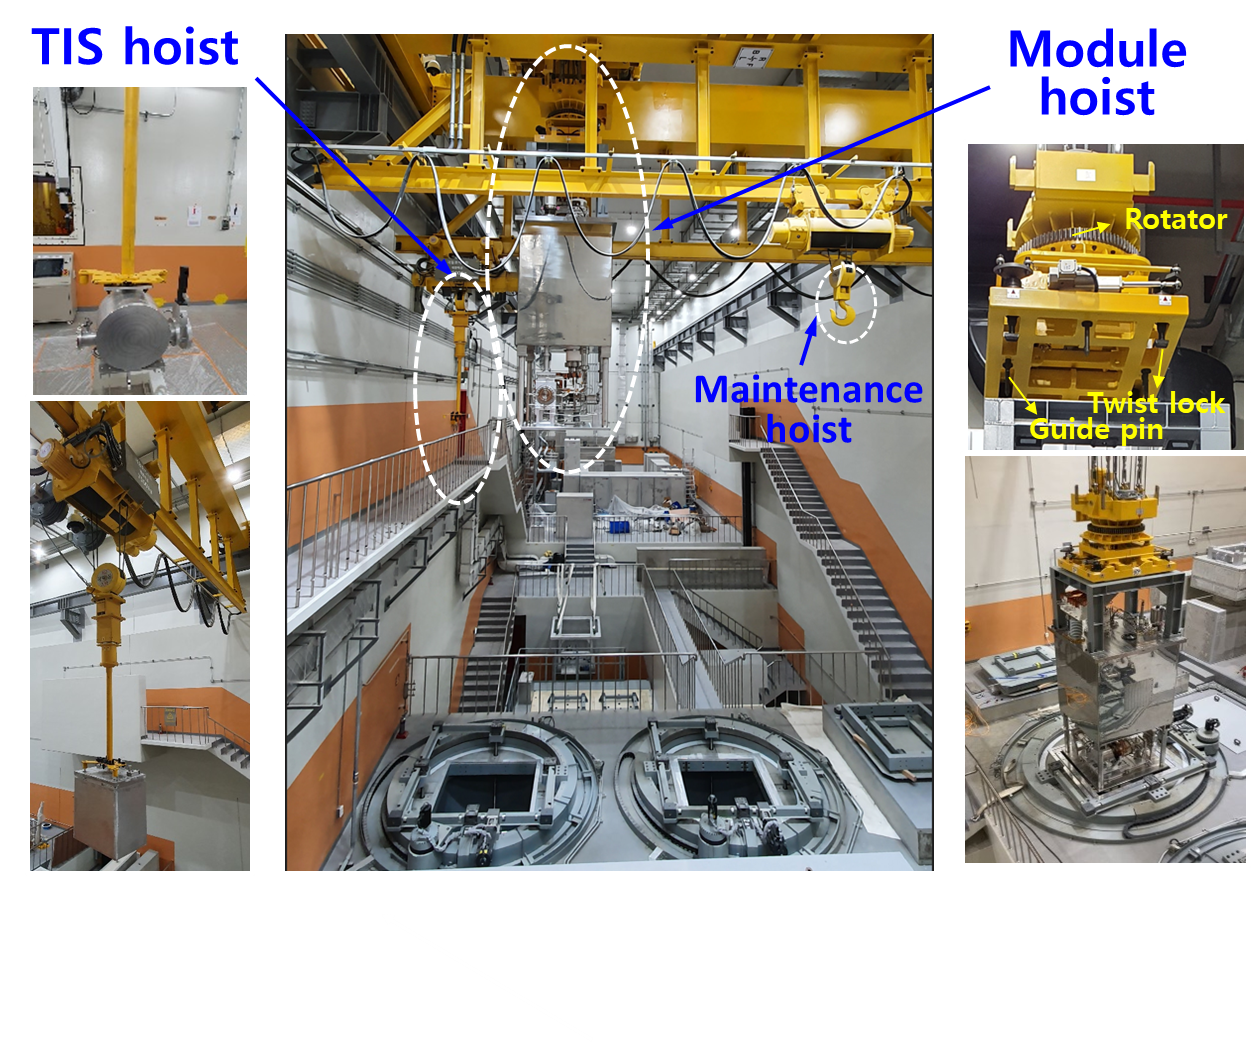 TIS hoist
Module
hoist
Rotator
Twist lock
Guide pin
Maintenance
hoist